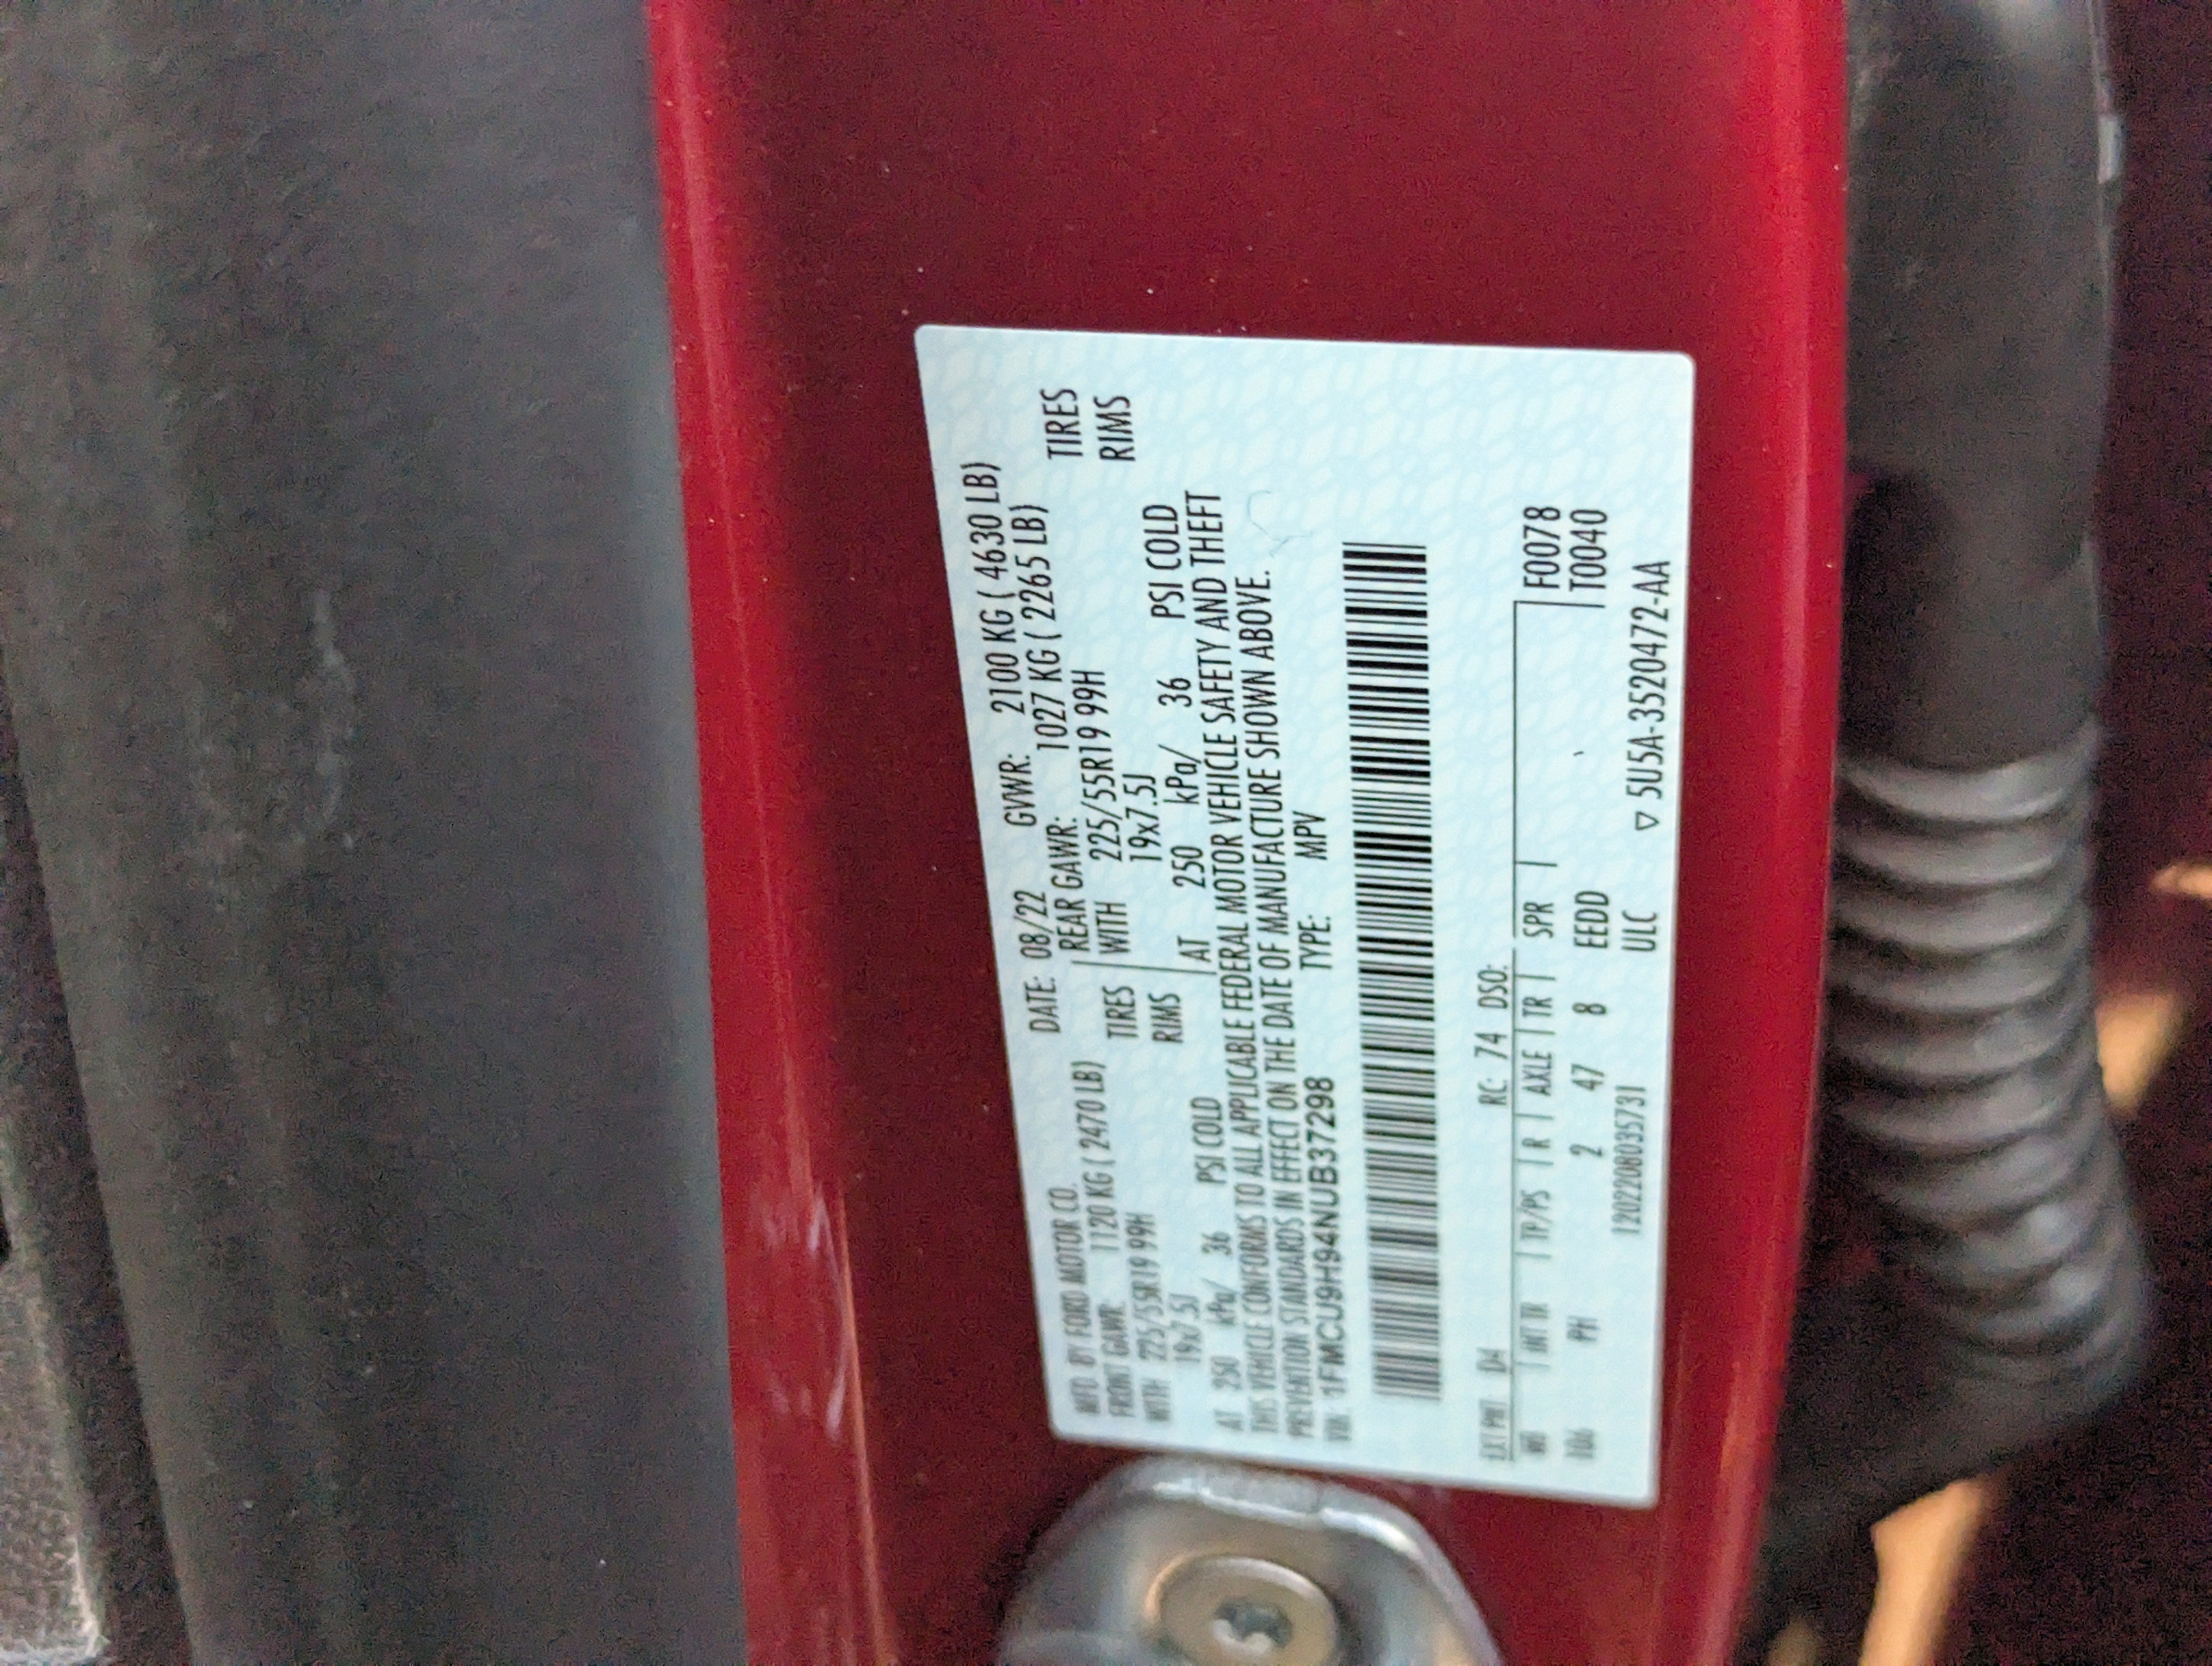 MFD. BY FORD MOTOR CO. DATE: 08/22 GVWR: 2100 KG ( 4630 LB)
FRONT GAWR: 1120 KG ( 2470 LB) REAR GAWR: 1027 KG ( 2265 LB)
WITH 225/55R19 99H TIRES WITH 225/55R19 99H TIRES
19x7.5J RIMS 19x7.5J RIMS
AT 250 kPa/ 36 PSI COLD AT 250 kPa/ 36 PSI COLD
THIS VEHICLE CONFORMS TO ALL APPLICABLE FEDERAL MOTOR VEHICLE SAFETY AND THEFT
PREVENTION STANDARDS IN EFFECT ON THE DATE OF MANUFACTURE SHOWN ABOVE.
VIN: 1FMCU9H94NUB37298 TYPE: MPV
EXT PNT: D4 RC: 74 DSO:
WB | INT TR | TP/PS | R | AXLE | TR | SPR | F0078
106 PH 2 47 8 EEDD T0040
1202208035731 ULC ▽ 5U5A-3520472-AA